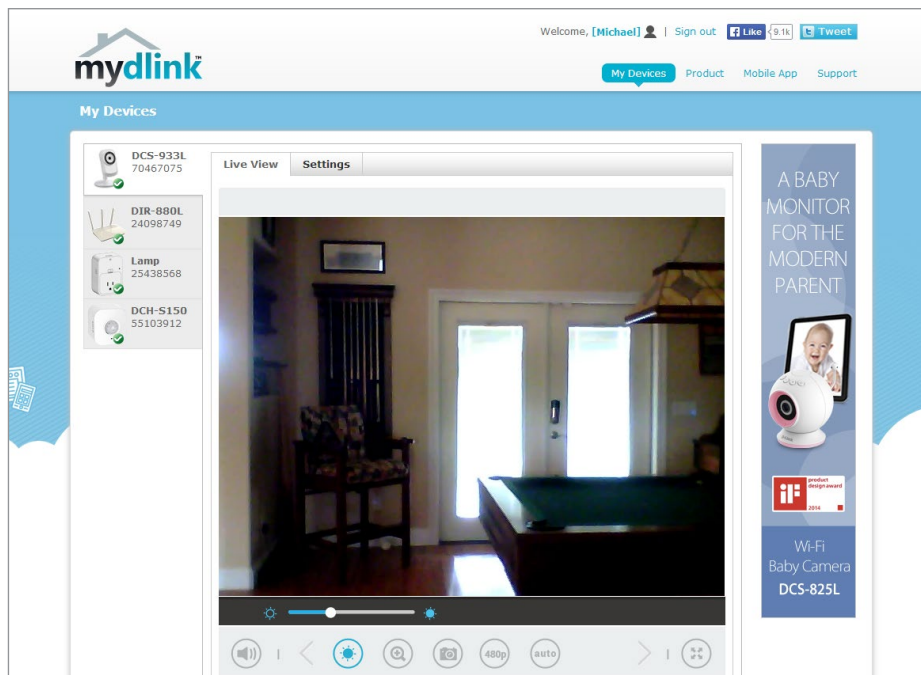 Welcome, [Michael] | Sign out Like 9.1k Tweet
mydlink
My Devices Product Mobile App Support
My Devices
DCS-933L
70467075
DIR-880L
24098749
Lamp
25438568
DCH-S150
55103912
Live View Settings
480p auto
A BABY
MONITOR
FOR THE
MODERN
PARENT
iF product
design award
2014
Wi-Fi
Baby Camera
DCS-825L